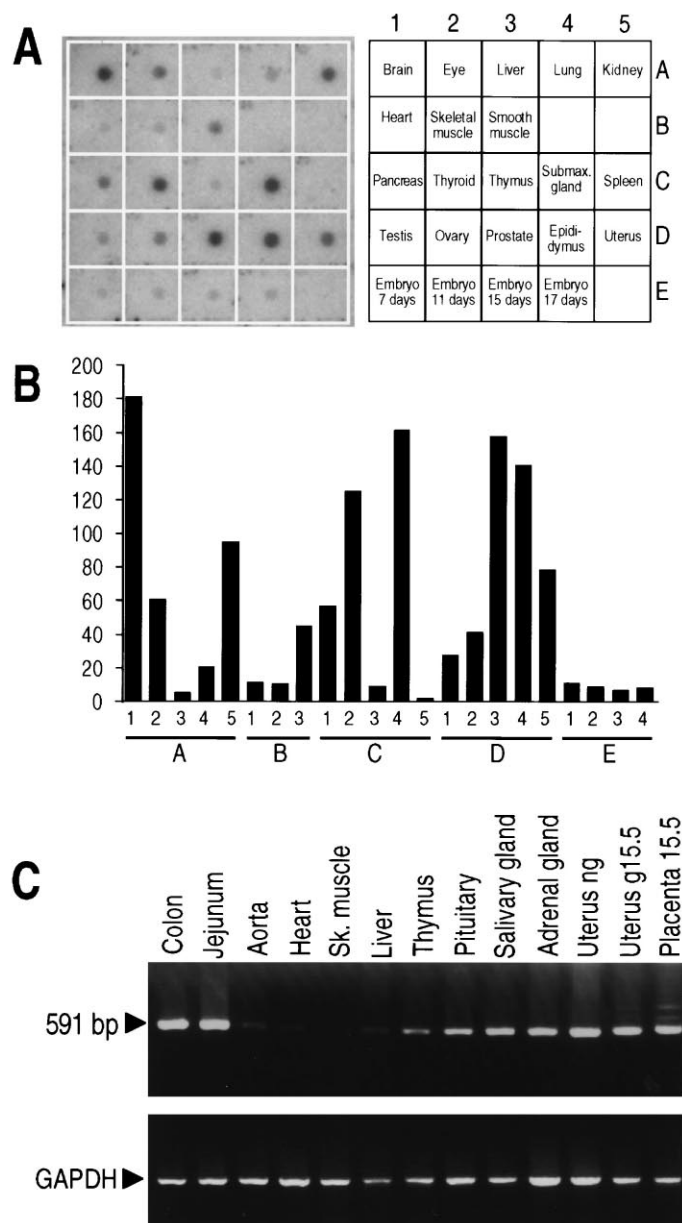 A
1 2 3 4 5
Brain Eye Liver Lung Kidney A
Heart Skeletal muscle Smooth muscle B
Pancreas Thyroid Thymus Submax. gland Spleen C
Testis Ovary Prostate Epidi- dymus Uterus D
Embryo 7 days Embryo 11 days Embryo 15 days Embryo 17 days E
B
200
180
160
140
120
100
80
60
40
20
0
1 2 3 4 5 1 2 3 1 2 3 4 5 1 2 3 4 5 1 2 3 4
A B C D E
C
Colon
Jejunum
Aorta
Heart
Sk. muscle
Liver
Thymus
Pituitary
Salivary gland
Adrenal gland
Uterus ng
Uterus g15.5
Placenta 15.5
591 bp
GAPDH